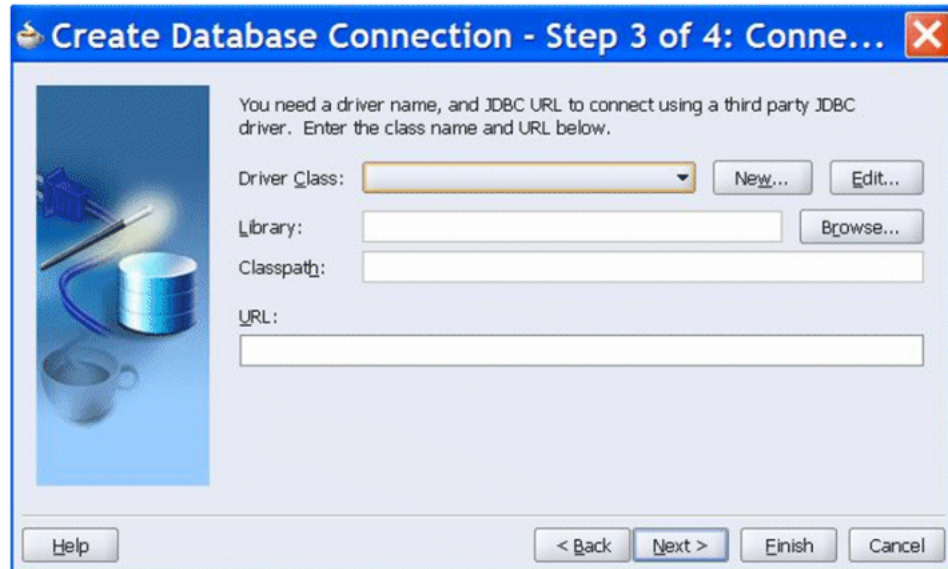 Create Database Connection - Step 3 of 4: Conne...
You need a driver name, and JDBC URL to connect using a third party JDBC
driver. Enter the class name and URL below.
Driver Class:
New...
Edit...
Library:
Browse...
Classpath:
URL:
Help
< Back
Next >
Finish
Cancel